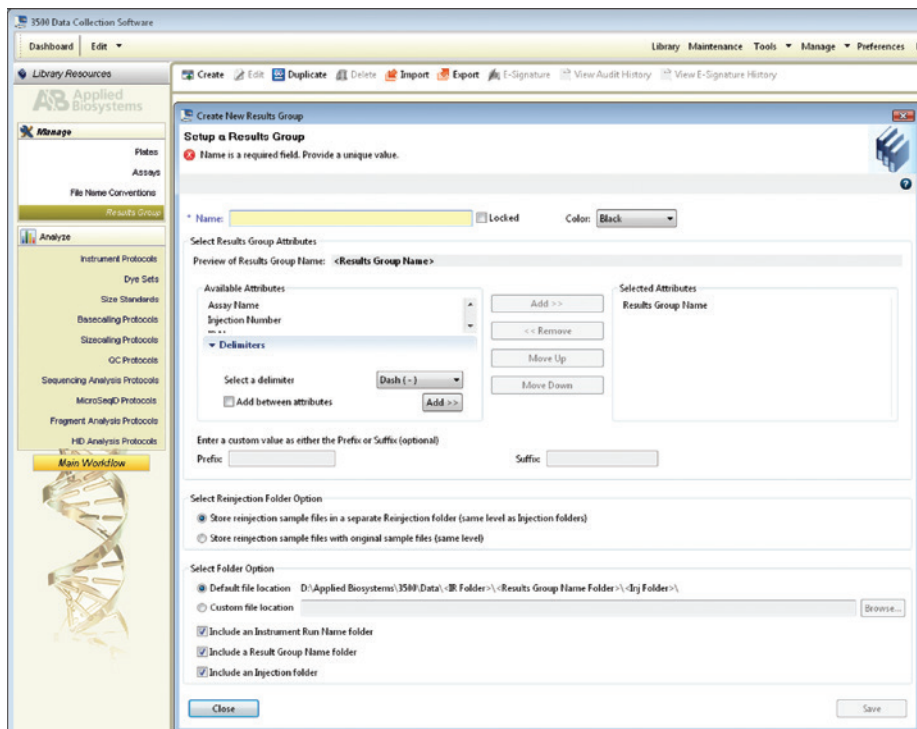 3500 Data Collection Software
Dashboard Edit Library Maintenance Tools Manage Preferences
Library Resources
Create Edit Duplicate Delete Import Export E-Signature View Audit History View E-Signature History
AB Applied Biosystems
Manage
Plates
Assays
File Name Conventions
Results Group
Analyze
Instrument Protocols
Dye Sets
Size Standards
Basecalling Protocols
Sizecalling Protocols
QC Protocols
Sequencing Analysis Protocols
MicroSeqID Protocols
Fragment Analysis Protocols
HID Analysis Protocols
Main Workflow
Create New Results Group
Setup a Results Group
Name is a required field. Provide a unique value.
* Name: Locked Color: Black
Select Results Group Attributes
Preview of Results Group Name: <Results Group Name>
Available Attributes
Assay Name
Injection Number
Delimiters
Select a delimiter Dash ( - )
Add between attributes Add >>
Add >>
<< Remove
Move Up
Move Down
Selected Attributes
Results Group Name
Enter a custom value as either the Prefix or Suffix (optional)
Prefix: Suffix:
Select Reinjection Folder Option
Store reinjection sample files in a separate Reinjection folder (same level as Injection folders)
Store reinjection sample files with original sample files (same level)
Select Folder Option
Default file location D:\Applied Biosystems\3500\Data\<IR Folder>\<Results Group Name Folder>\<Inj Folder>\
Custom file location Browse...
Include an Instrument Run Name folder
Include a Result Group Name folder
Include an Injection folder
Close Save